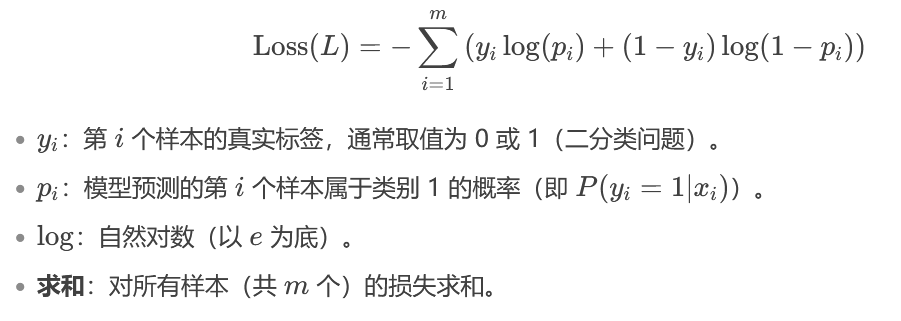 Loss(L) = −∑_{i=1}^{m} (y_i log(p_i) + (1 − y_i) log(1 − p_i))
• y_i：第 i 个样本的真实标签，通常取值为 0 或 1（二分类问题）。
• p_i：模型预测的第 i 个样本属于类别 1 的概率（即 P(y_i = 1|x_i)）。
• log：自然对数（以 e 为底）。
• 求和：对所有样本（共 m 个）的损失求和。